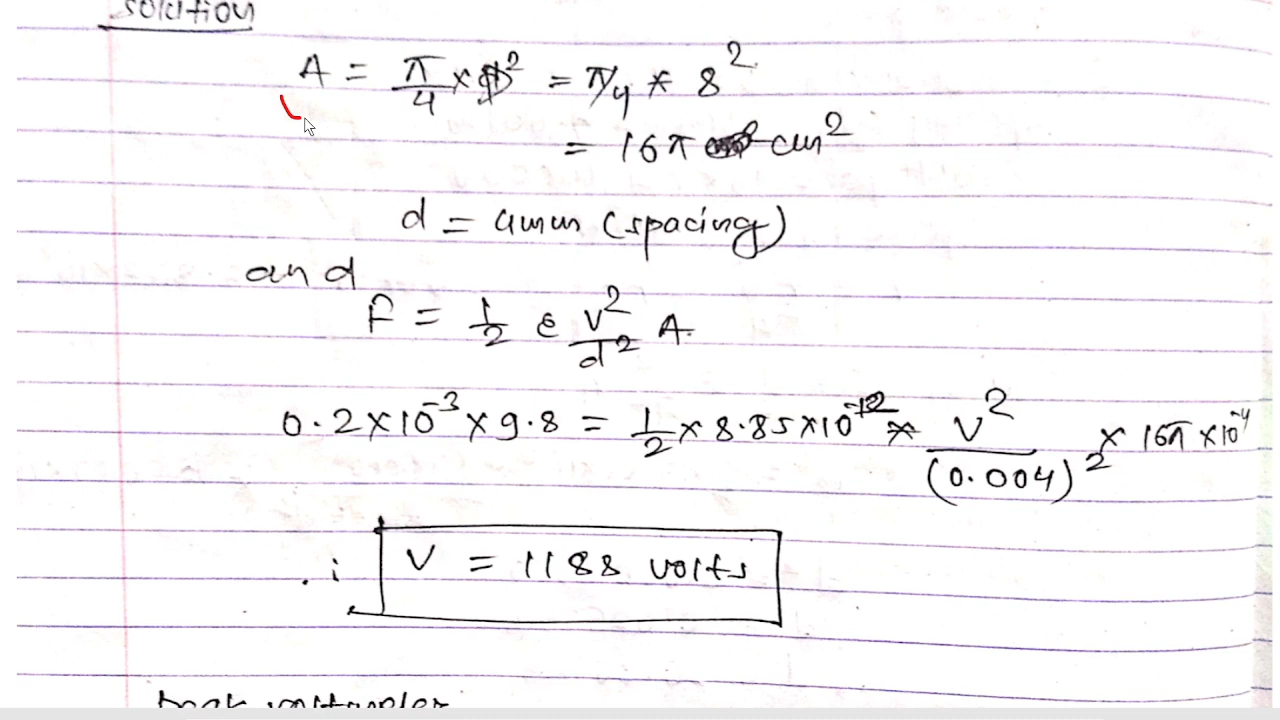 solution
A = π/4 × D² = π/4 * 8²
= 16π cm²
d = 4mm (spacing)
and
F = 1/2 ε V²/d² A
0.2×10⁻³×9.8 = 1/2 × 8.85×10⁻¹² * V²/(0.004)² × 16π×10⁻⁴
∴ V = 1188 volts